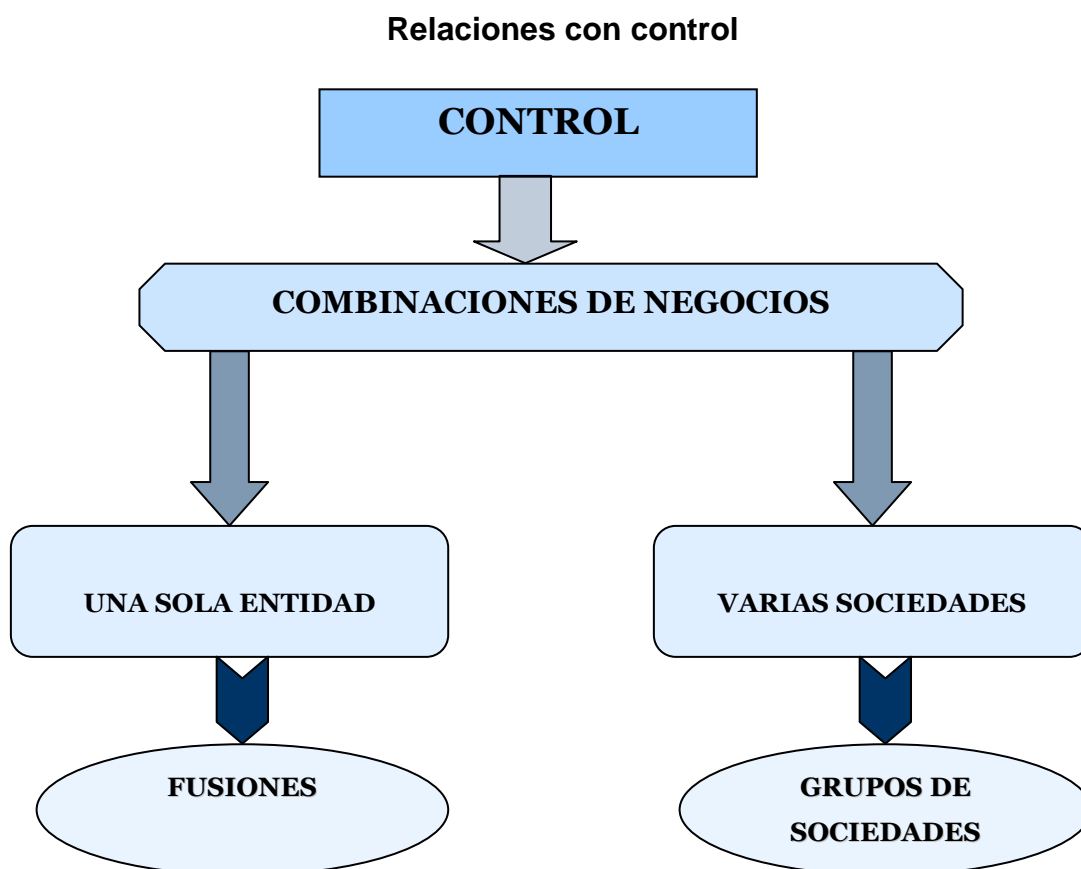 Relaciones con control
CONTROL
COMBINACIONES DE NEGOCIOS
UNA SOLA ENTIDAD
VARIAS SOCIEDADES
FUSIONES
GRUPOS DE
SOCIEDADES